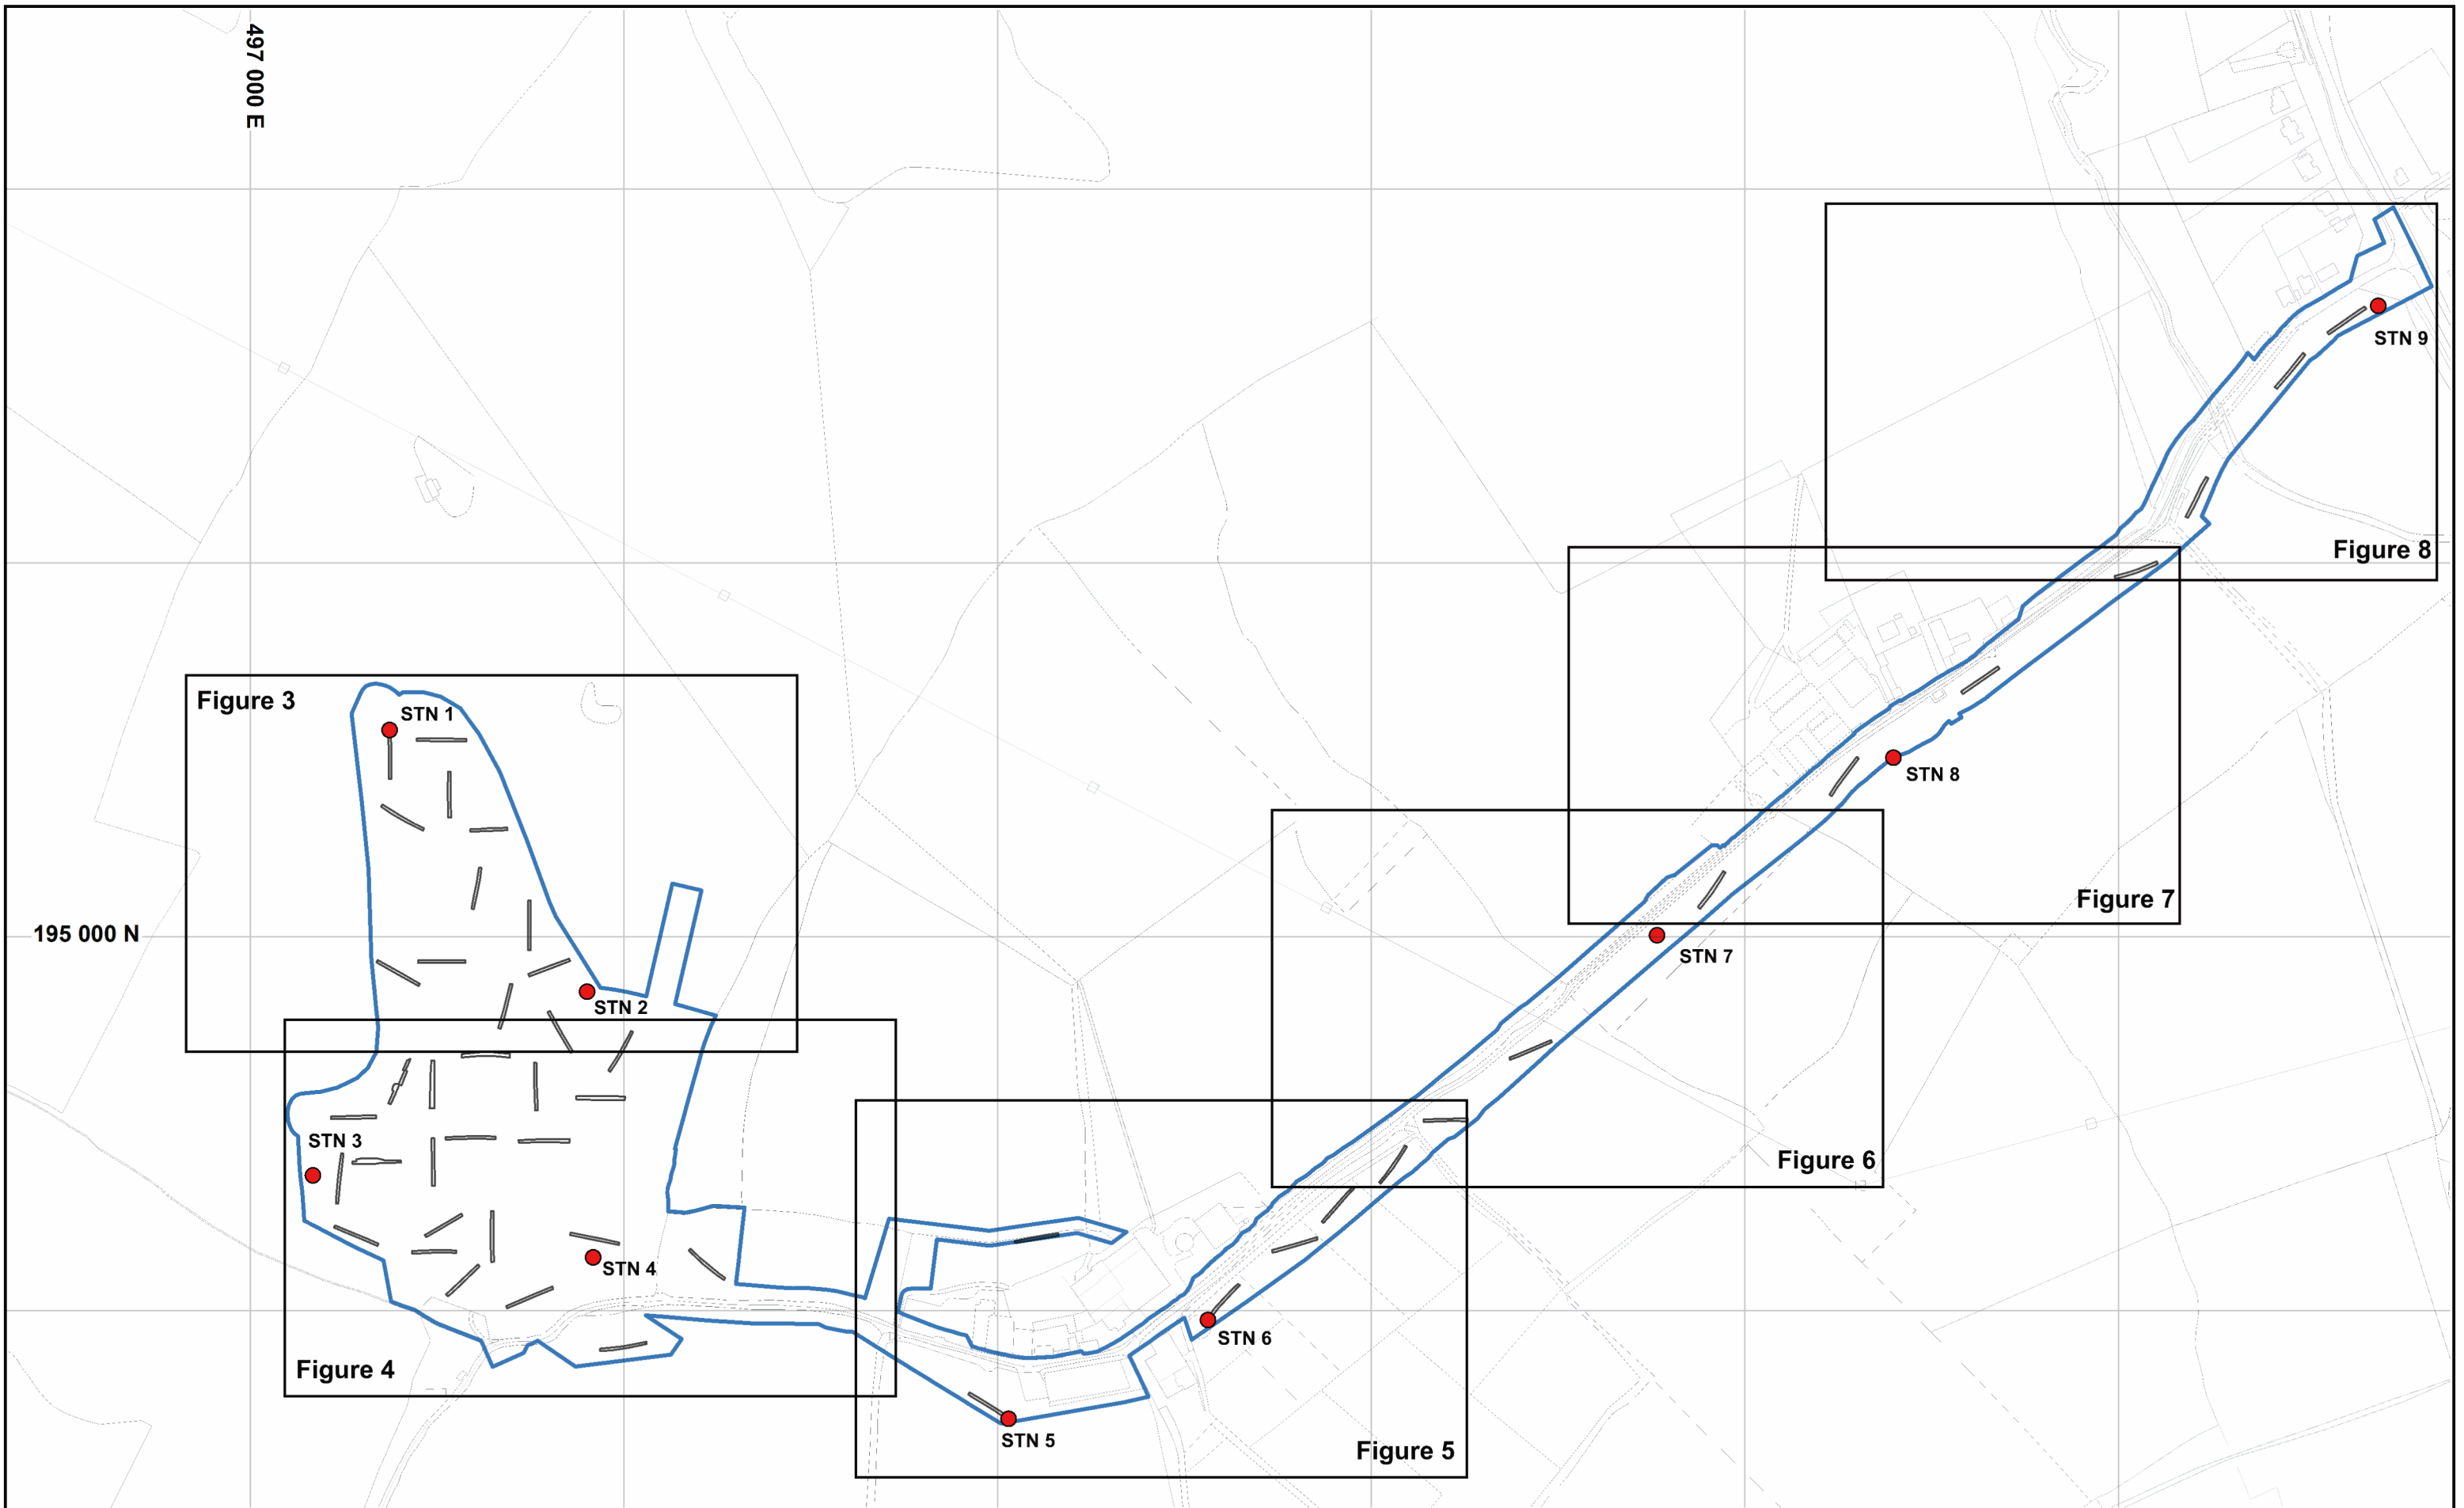 497 000 E
STN 9
Figure 8
Figure 3
STN 1
STN 8
Figure 7
195 000 N
STN 7
STN 2
STN 3
Figure 6
STN 4
STN 6
Figure 4
STN 5
Figure 5